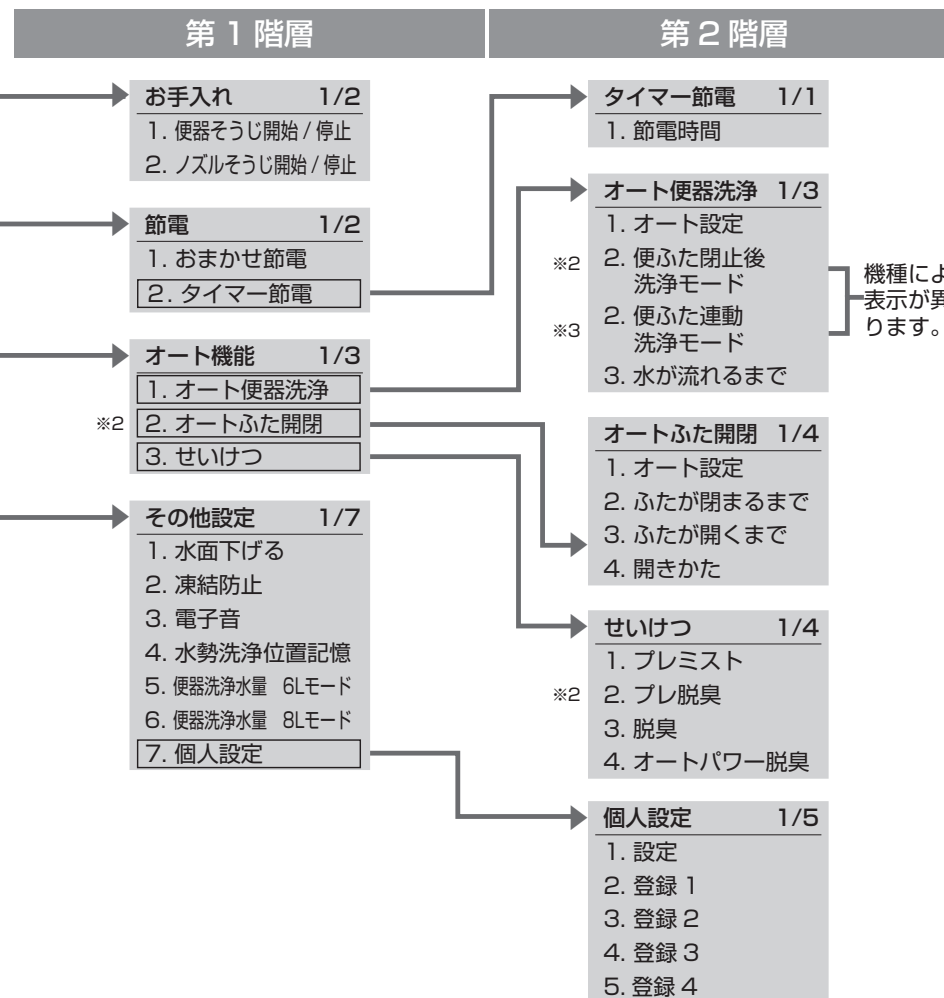 第 1 階層
お手入れ 1/2
1. 便器そうじ開始 / 停止
2. ノズルそうじ開始 / 停止
節電 1/2
1. おまかせ節電
2. タイマー節電
オート機能 1/3
1. オート便器洗浄
※2 2. オートふた開閉
3. せいけつ
その他設定 1/7
1. 水面下げる
2. 凍結防止
3. 電子音
4. 水勢洗浄位置記憶
5. 便器洗浄水量 6Lモード
6. 便器洗浄水量 8Lモード
7. 個人設定
第 2 階層
タイマー節電 1/1
1. 節電時間
オート便器洗浄 1/3
1. オート設定
※2 2. 便ふた閉止後
洗浄モード
※3 2. 便ふた連動
洗浄モード
3. 水が流れるまで
機種によ
表示が異
ります。
オートふた開閉 1/4
1. オート設定
2. ふたが閉まるまで
3. ふたが開くまで
4. 開きかた
せいけつ 1/4
1. プレミスト
※2 2. プレ脱臭
3. 脱臭
4. オートパワー脱臭
個人設定 1/5
1. 設定
2. 登録 1
3. 登録 2
4. 登録 3
5. 登録 4